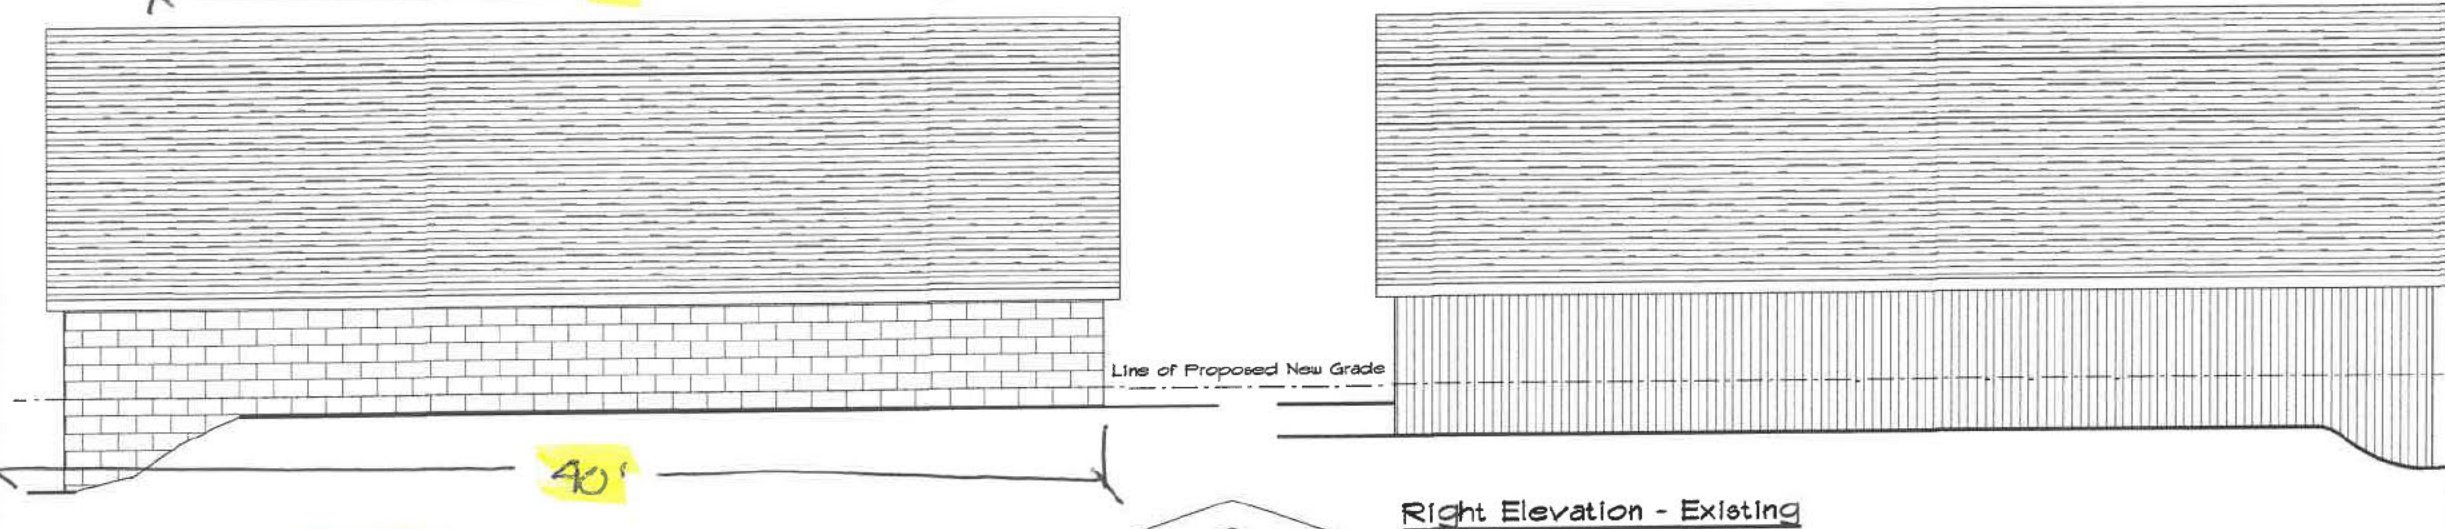 Line of Proposed New Grade
40'
Right Elevation - Existing